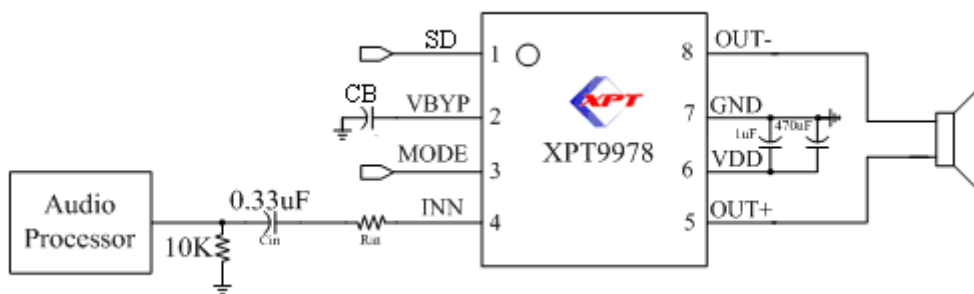 SD
1
8
OUT-
CB
VBYP
2
XPT
7
GND
1uF
470uF
XPT9978
MODE
3
6
VDD
Audio
Processor
0.33uF
INN
4
5
OUT+
10K
Cin
Rin